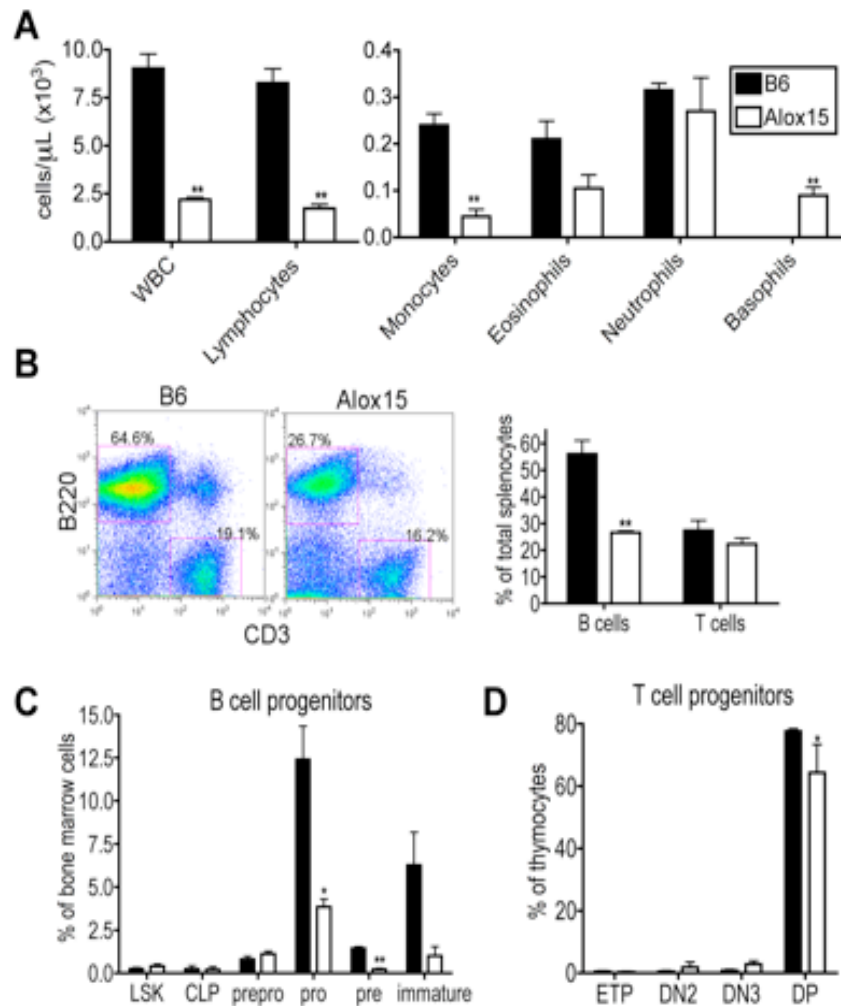 A
cells/µL (x10³)
10.0
7.5
5.0
2.5
0.0
**
**
WBC
Lymphocytes
0.4
0.3
0.2
0.1
0.0
**
**
Monocytes
Eosinophils
Neutrophils
Basophils
B6
Alox15
B
B6
Alox15
64.6%
19.1%
26.7%
16.2%
B220
CD3
% of total splenocytes
60
50
40
30
20
10
0
**
B cells
T cells
C
B cell progenitors
% of bone marrow cells
15.0
12.5
10.0
7.5
5.0
2.5
0.0
*
**
LSK
CLP
prepro
pro
pre
immature
D
T cell progenitors
% of thymocytes
80
60
40
20
0
*
ETP
DN2
DN3
DP